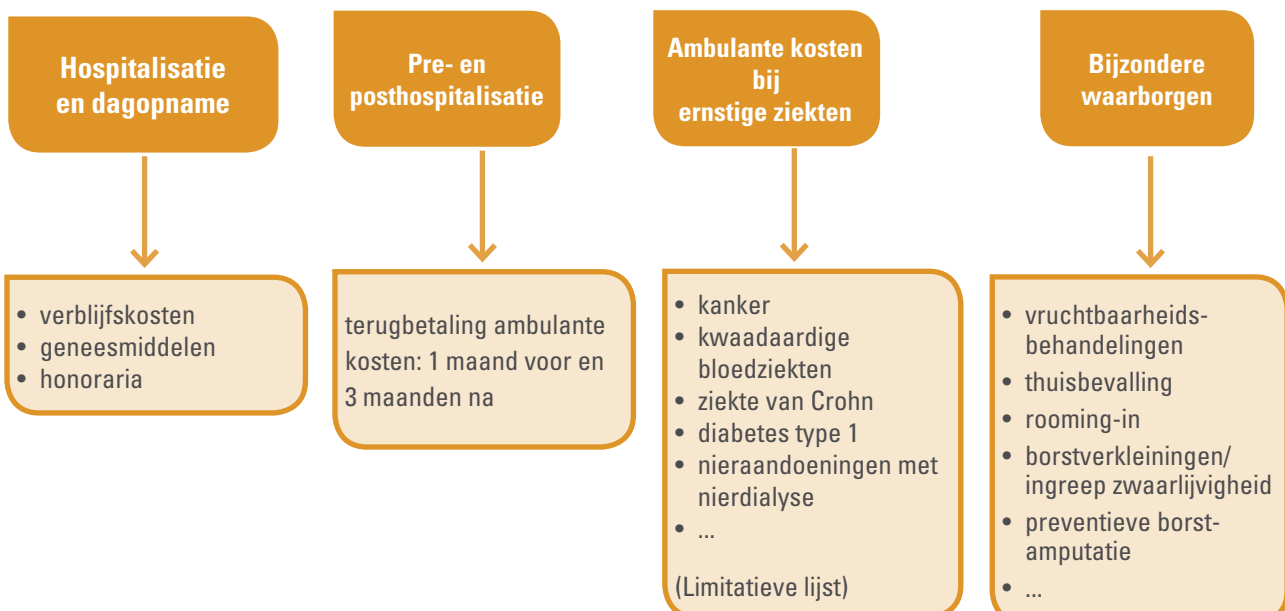 Hospitalisatie
en dagopname
• verblijfskosten
• geneesmiddelen
• honoraria
Pre- en
posthospitalisatie
terugbetaling ambulante
kosten: 1 maand voor en
3 maanden na
Ambulante kosten
bij
ernstige ziekten
• kanker
• kwaadaardige
bloedziekten
• ziekte van Crohn
• diabetes type 1
• nieraandoeningen met
nierdialyse
• ...
(Limitatieve lijst)
Bijzondere
waarborgen
• vruchtbaarheids-
behandelingen
• thuisbevalling
• rooming-in
• borstverkleiningen/
ingreep zwaarlijvigheid
• preventieve borst-
amputatie
• ...